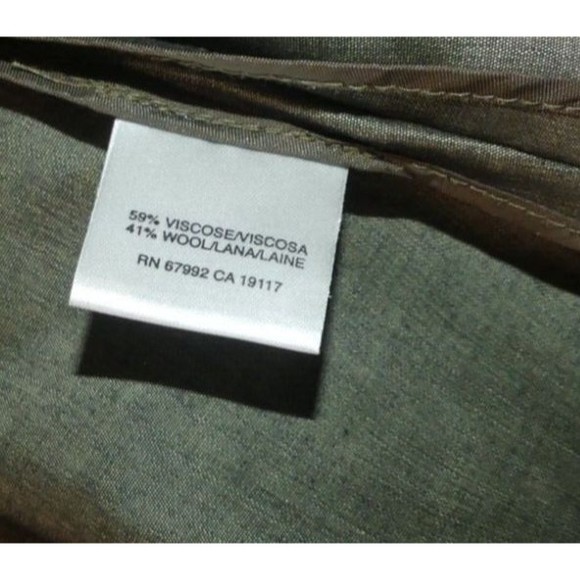 59% VISCOSE/VISCOSA
41% WOOL/LANA/LAINE
RN 67992 CA 19117